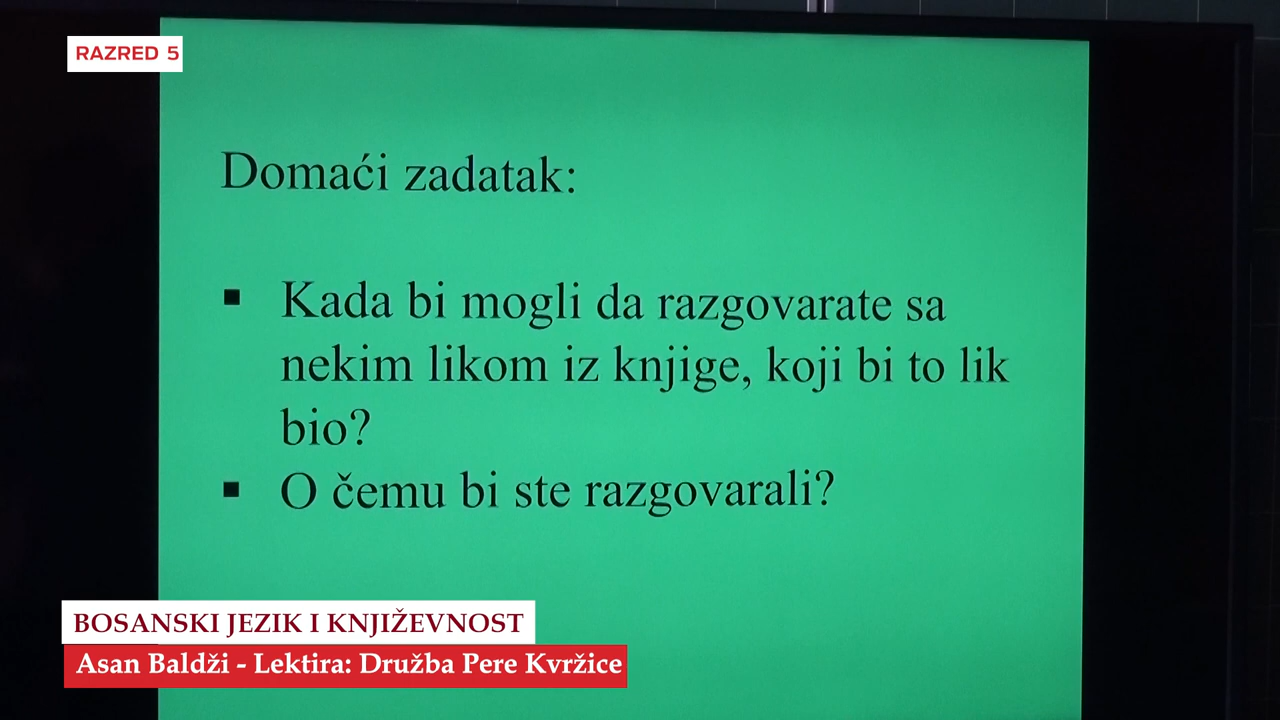 RAZRED 5
Domaći zadatak:
▪ Kada bi mogli da razgovarate sa
nekim likom iz knjige, koji bi to lik
bio?
▪ O čemu bi ste razgovarali?
BOSANSKI JEZIK I KNJIŽEVNOST
Asan Baldži - Lektira: Družba Pere Kvržice